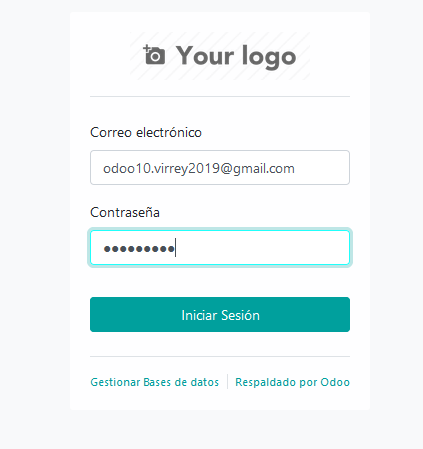 Your logo
Correo electrónico
odoo10.virrey2019@gmail.com
Contraseña
●●●●●●●●●
Iniciar Sesión
Gestionar Bases de datos | Respaldado por Odoo